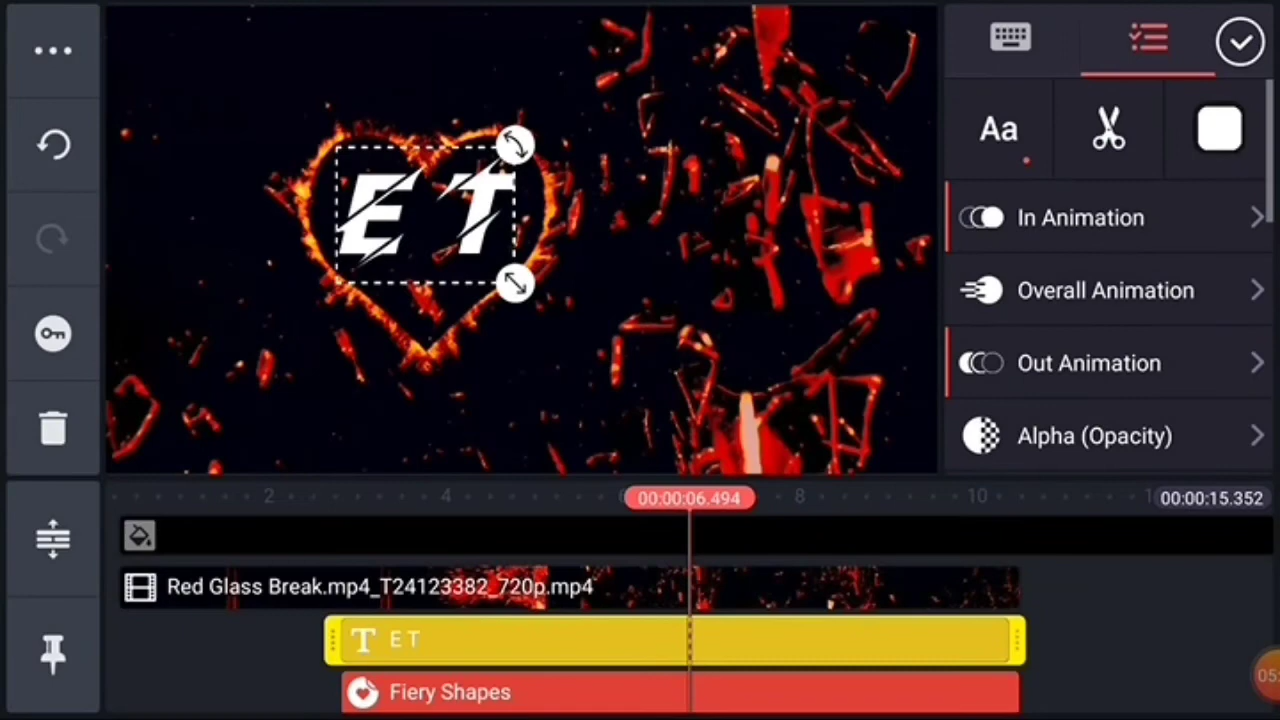 E T
Aa
In Animation
Overall Animation
Out Animation
Alpha (Opacity)
2
4
00:00:06.494
8
10
00:00:15.352
Red Glass Break.mp4_T24123382_720p.mp4
T E T
Fiery Shapes
05: